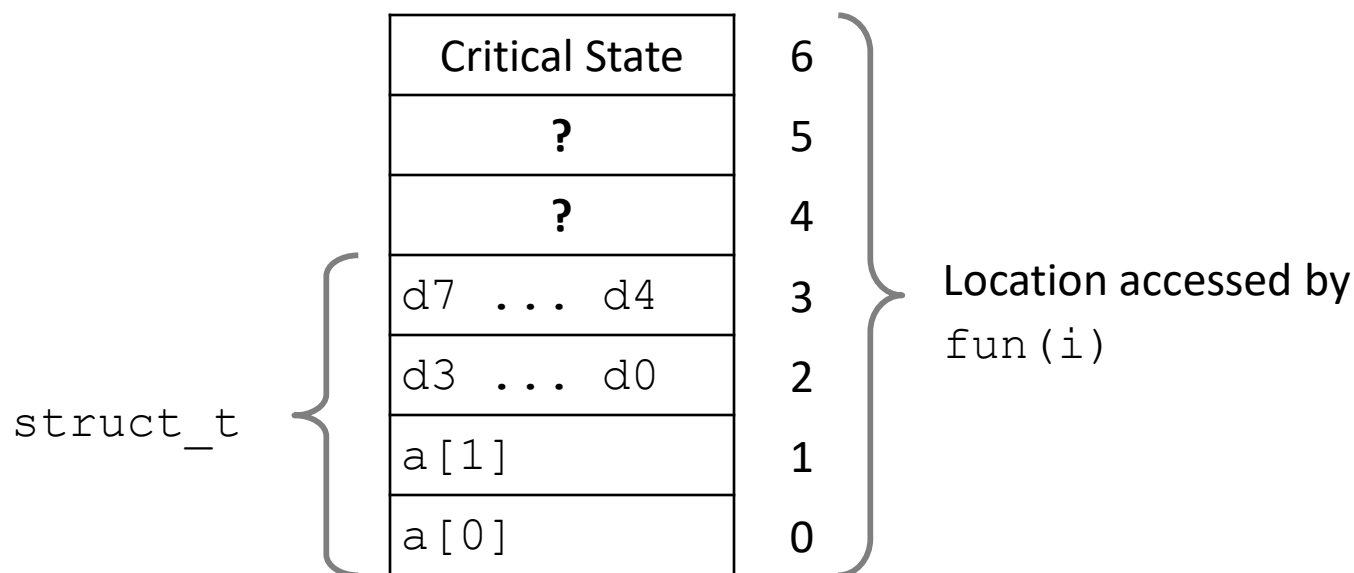 Critical State 6
? 5
? 4
d7 ... d4 3
d3 ... d0 2
a[1] 1
a[0] 0
struct_t
Location accessed by
fun(i)